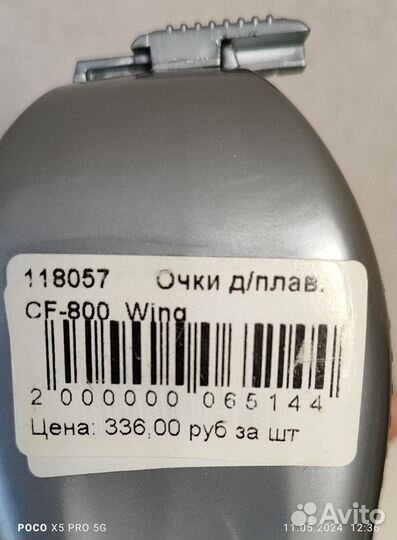 118057 Очки д/плав.
CF-800 Wing
2 000000 065144
Цена: 336,00 руб за шт
POCO X5 PRO 5G
11.05.2024 12:36
Avito